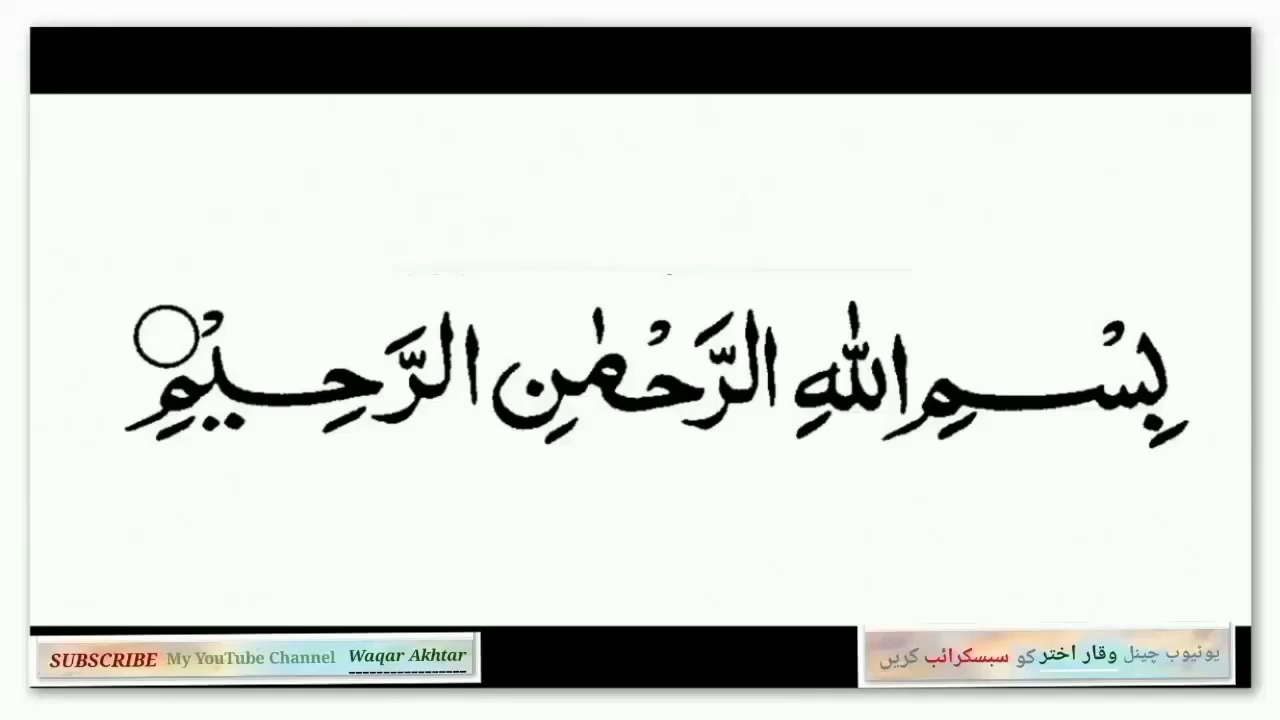 بِسْمِ اللّٰهِ الرَّحْمٰنِ الرَّحِيْمِ
SUBSCRIBE My YouTube Channel Waqar Akhtar
یوٹیوب چینل وقار اختر کو سبسکرائب کریں